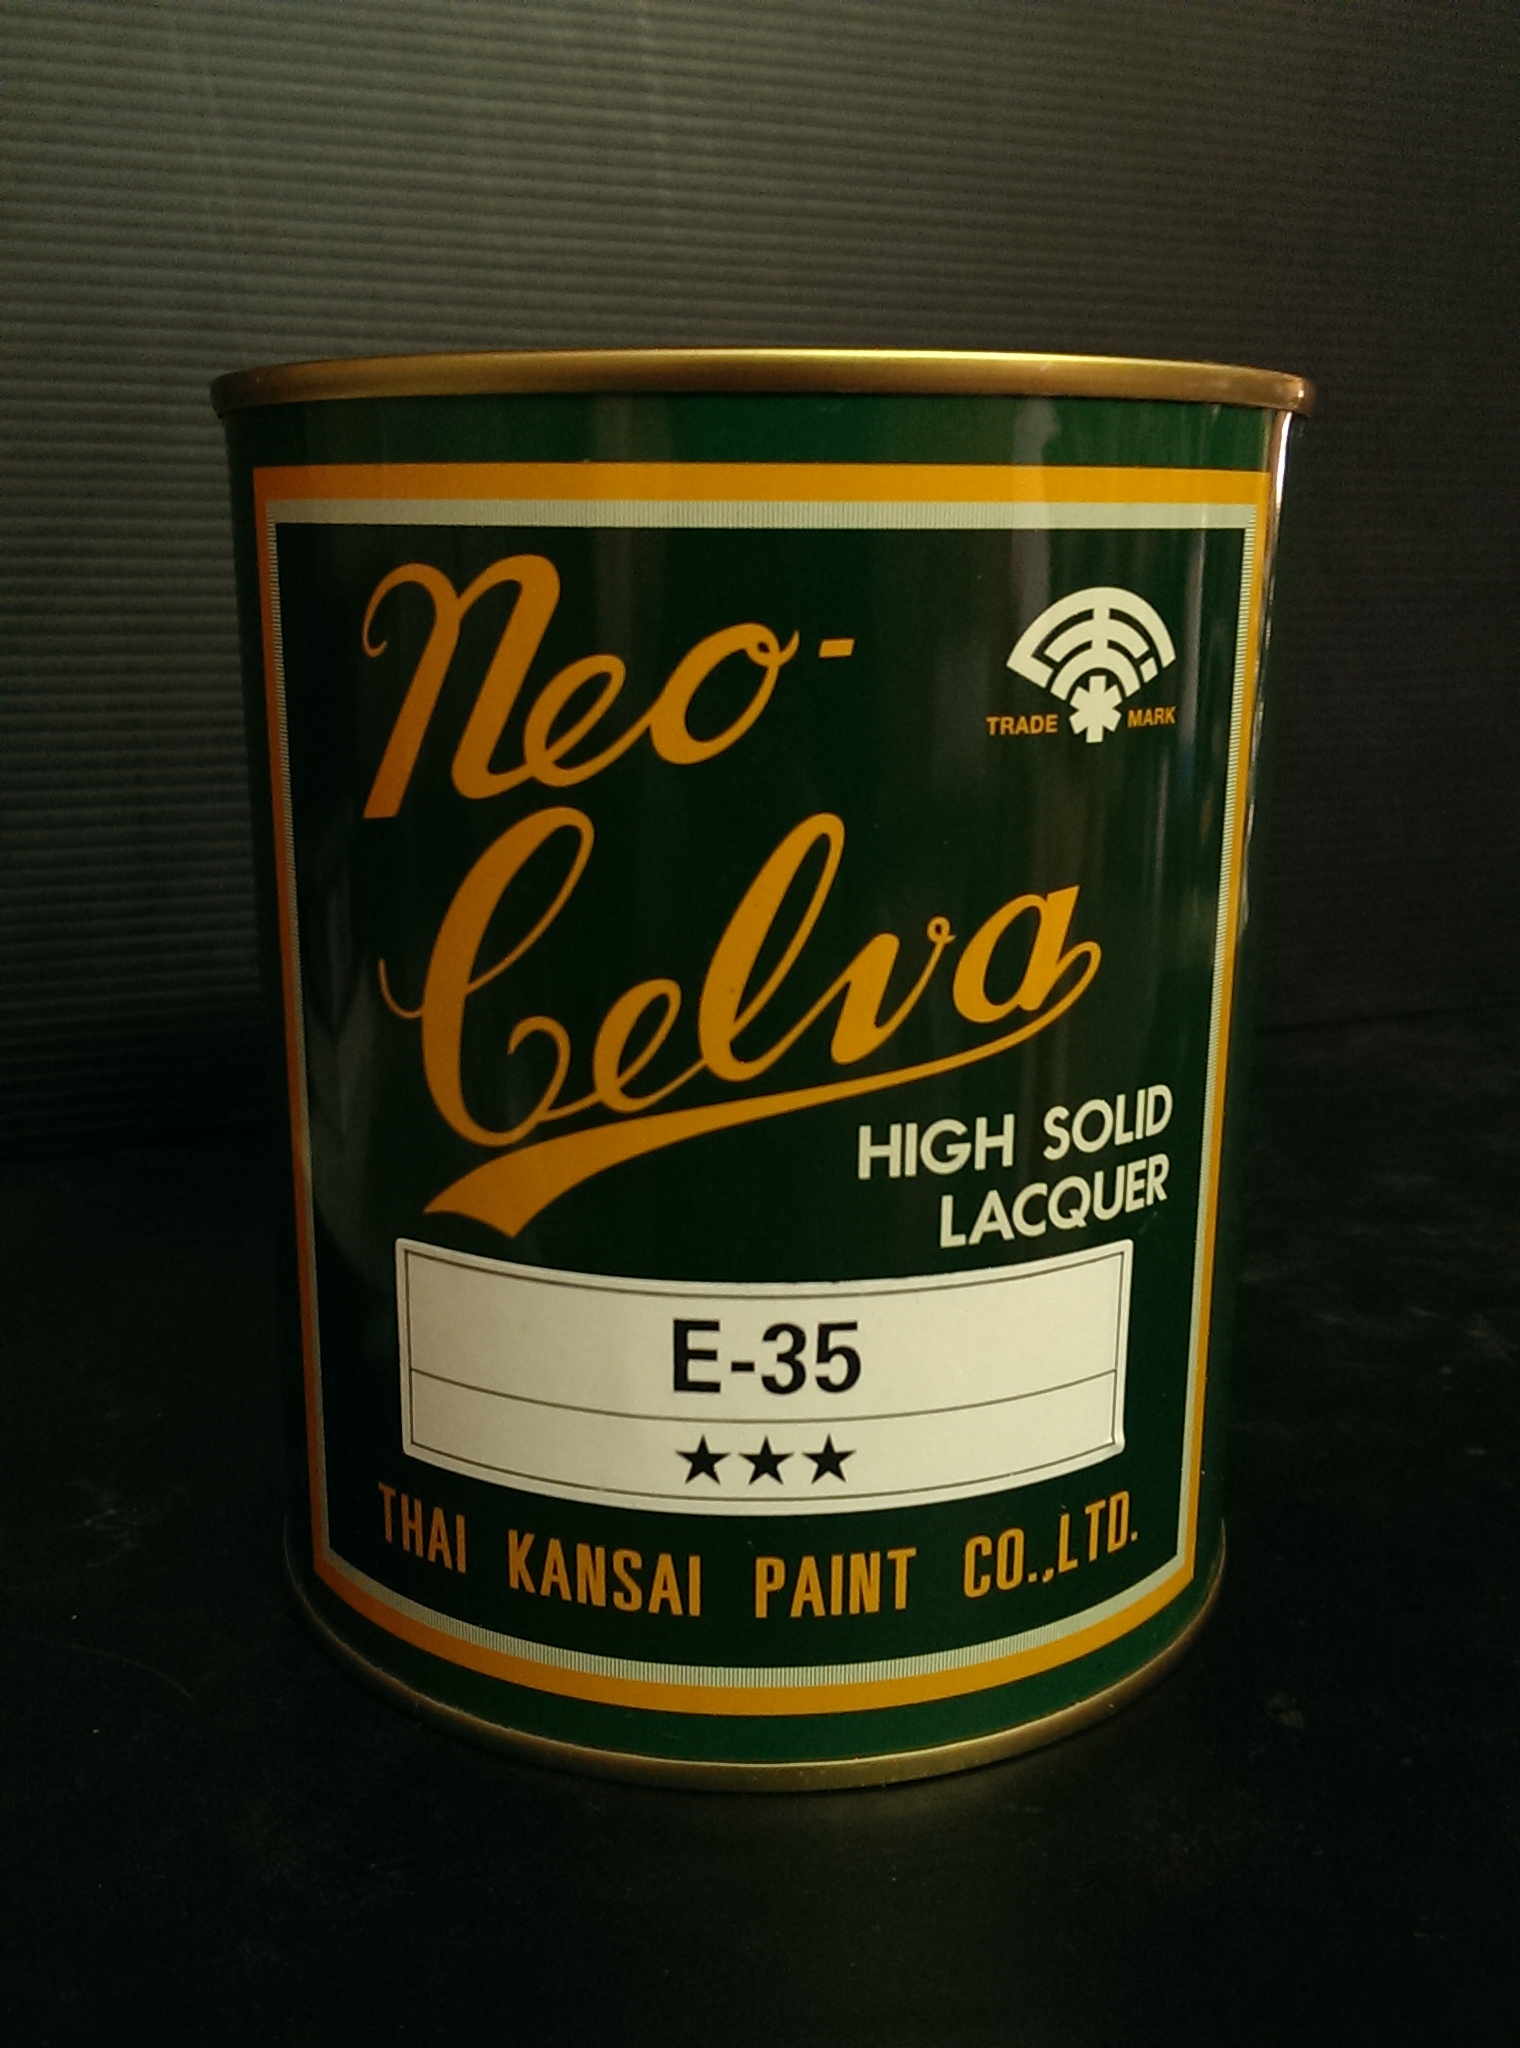 Neo-
TRADE MARK
Celva
HIGH SOLID
LACQUER
E-35
★★★
THAI KANSAI PAINT CO.,LTD.